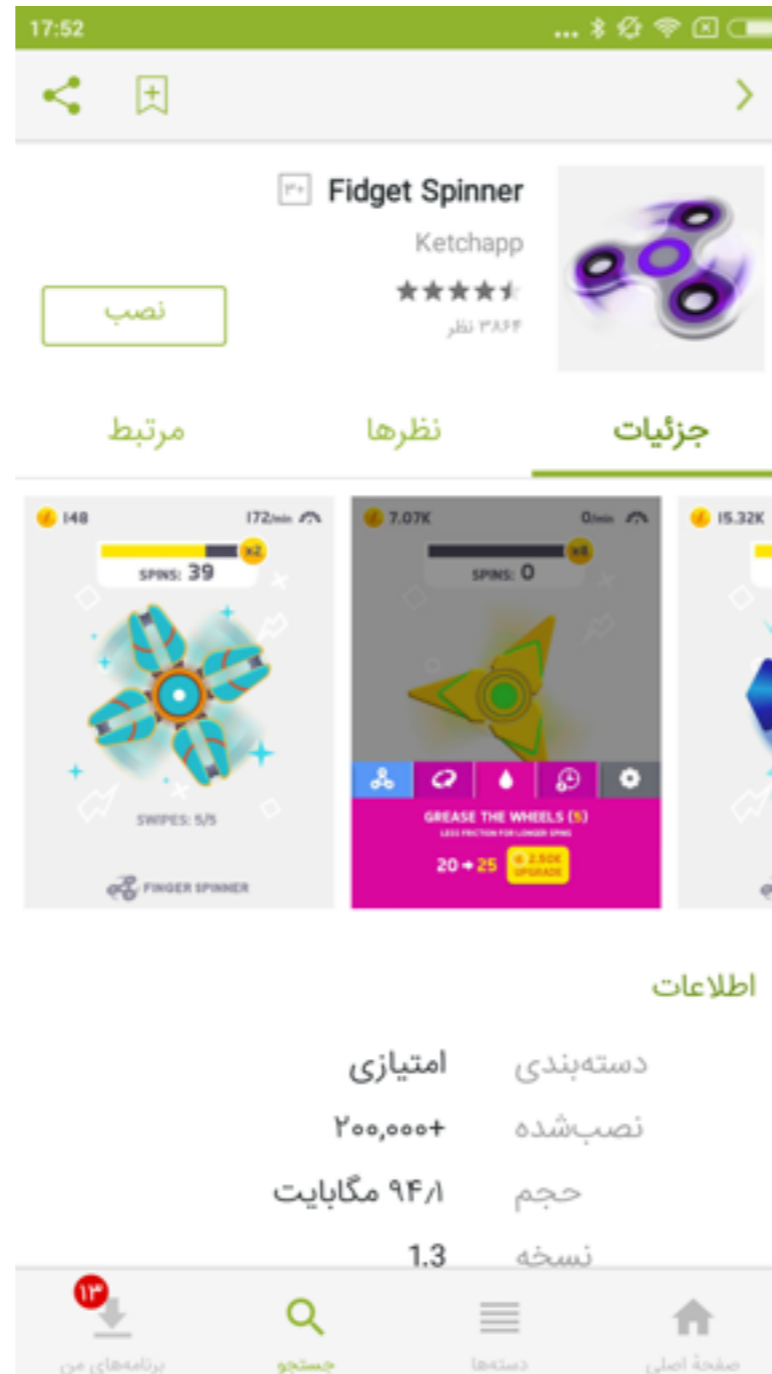 17:52
Fidget Spinner
+۳
Ketchapp
۳۸۶۴ نظر
نصب
جزئیات
نظرها
مرتبط
148
172/min
x2
SPINS: 39
SWIPES: 5/5
FINGER SPINNER
7.07K
0/min
x8
SPINS: 0
GREASE THE WHEELS (5)
LESS FRICTION FOR LONGER SPINS
20 → 25
2.50K
UPGRADE
15.32K
اطلاعات
دسته‌بندی امتیازی
نصب‌شده +۲۰۰,۰۰۰
حجم ۹۴٫۱ مگابایت
نسخه 1.3
۱۳
صفحهٔ اصلی
دسته‌ها
جستجو
برنامه‌های من